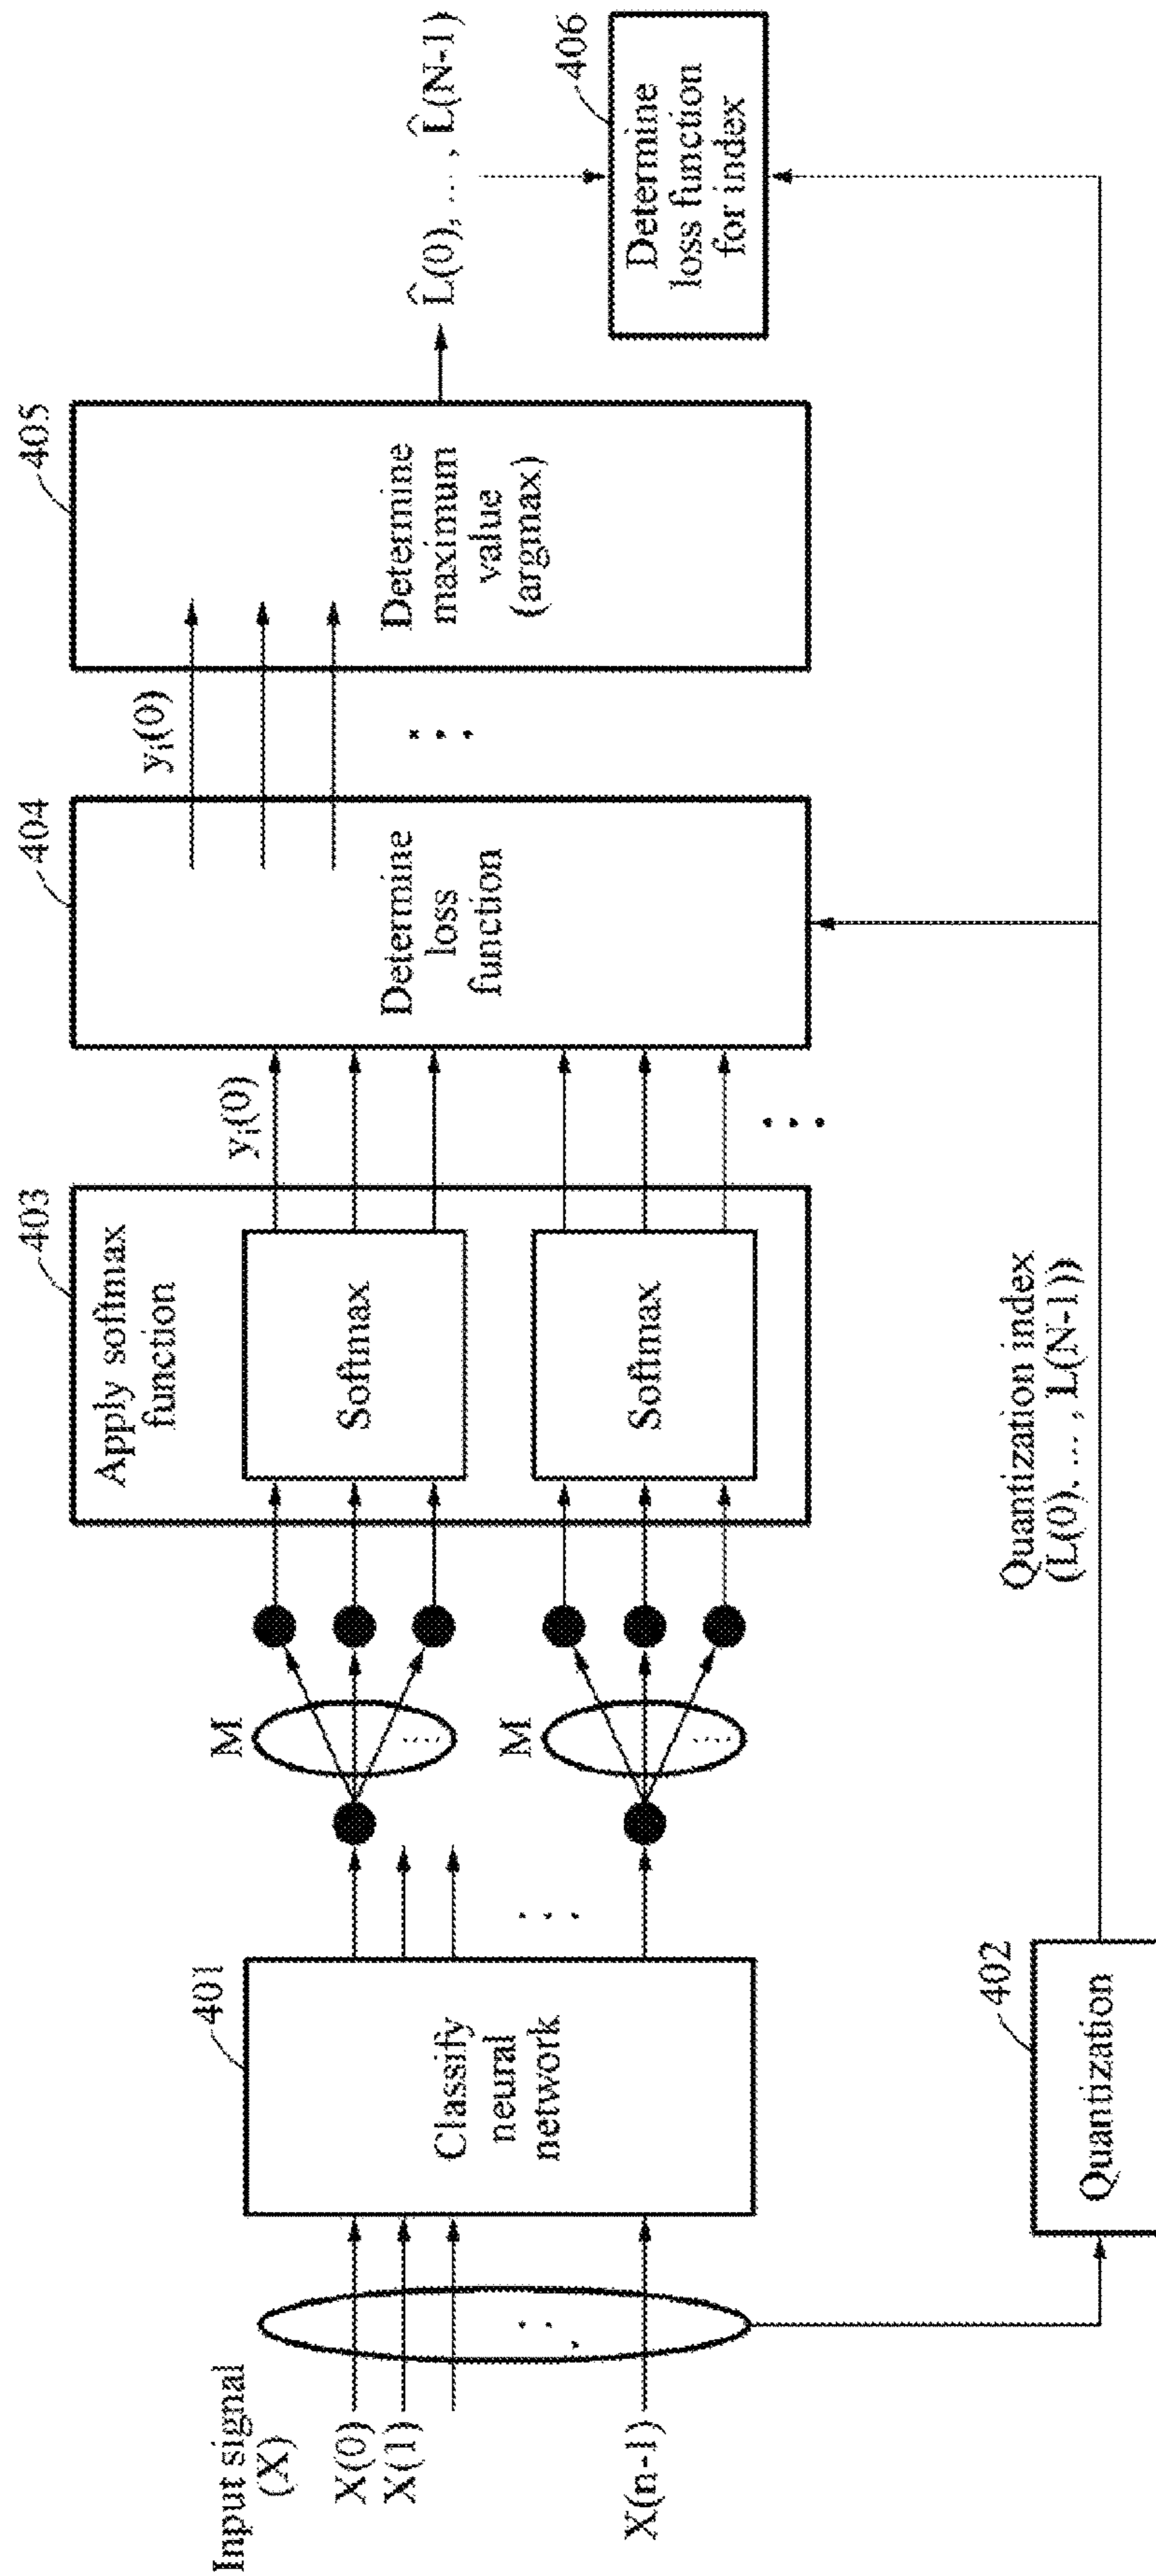 Input signal
(X)
X(0)
X(1)
X(n-1)
401
Classify
neural
network
402
Quantization
M
M
403
Apply softmax
function
Softmax
Softmax
yᵢ(0)
Quantization index
(L(0), ... , L(N-1))
404
Determine
loss
function
yᵢ(0)
405
Determine
maximum
value
(argmax)
L̂(0), ... , L̂(N-1)
406
Determine
loss function
for index